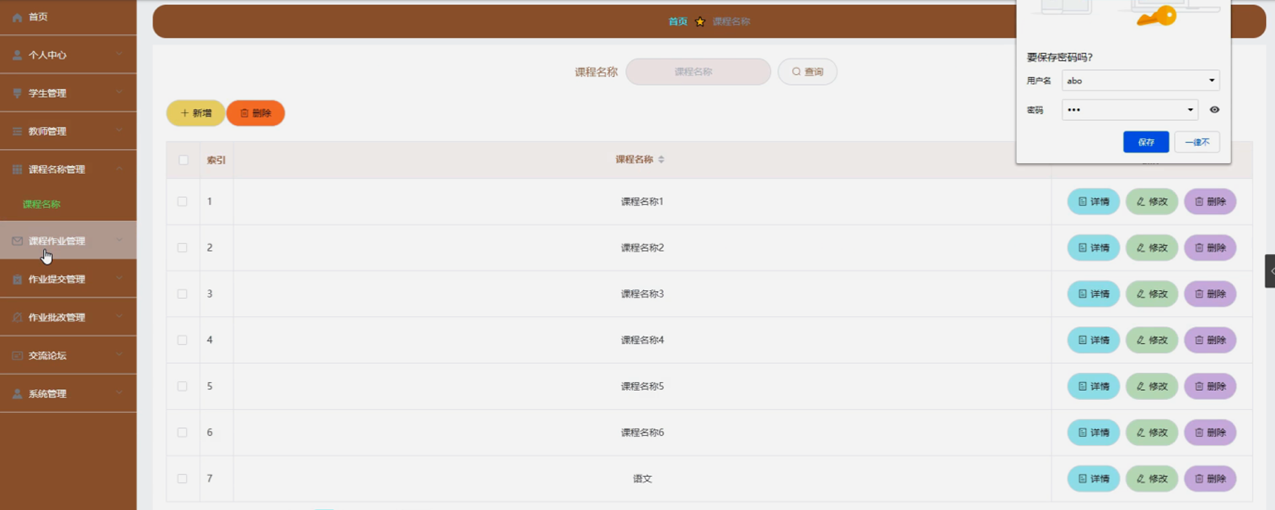 首页
个人中心
学生管理
教师管理
课程名称管理
课程名称
课程作业管理
作业提交管理
作业批改管理
交流论坛
系统管理
首页 课程名称
课程名称 课程名称 查询
新增 删除
索引 课程名称
1 课程名称1 详情 修改 删除
2 课程名称2 详情 修改 删除
3 课程名称3 详情 修改 删除
4 课程名称4 详情 修改 删除
5 课程名称5 详情 修改 删除
6 课程名称6 详情 修改 删除
7 语文 详情 修改 删除
要保存密码吗?
用户名 abo
密码 •••
保存 一律不